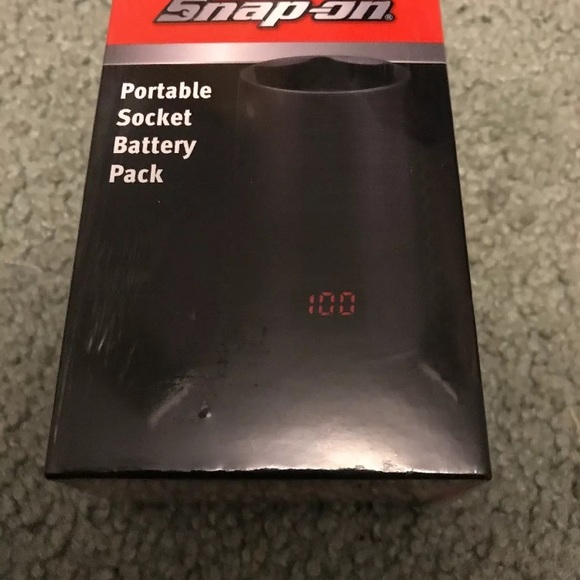 Snap-on®
Portable
Socket
Battery
Pack
100